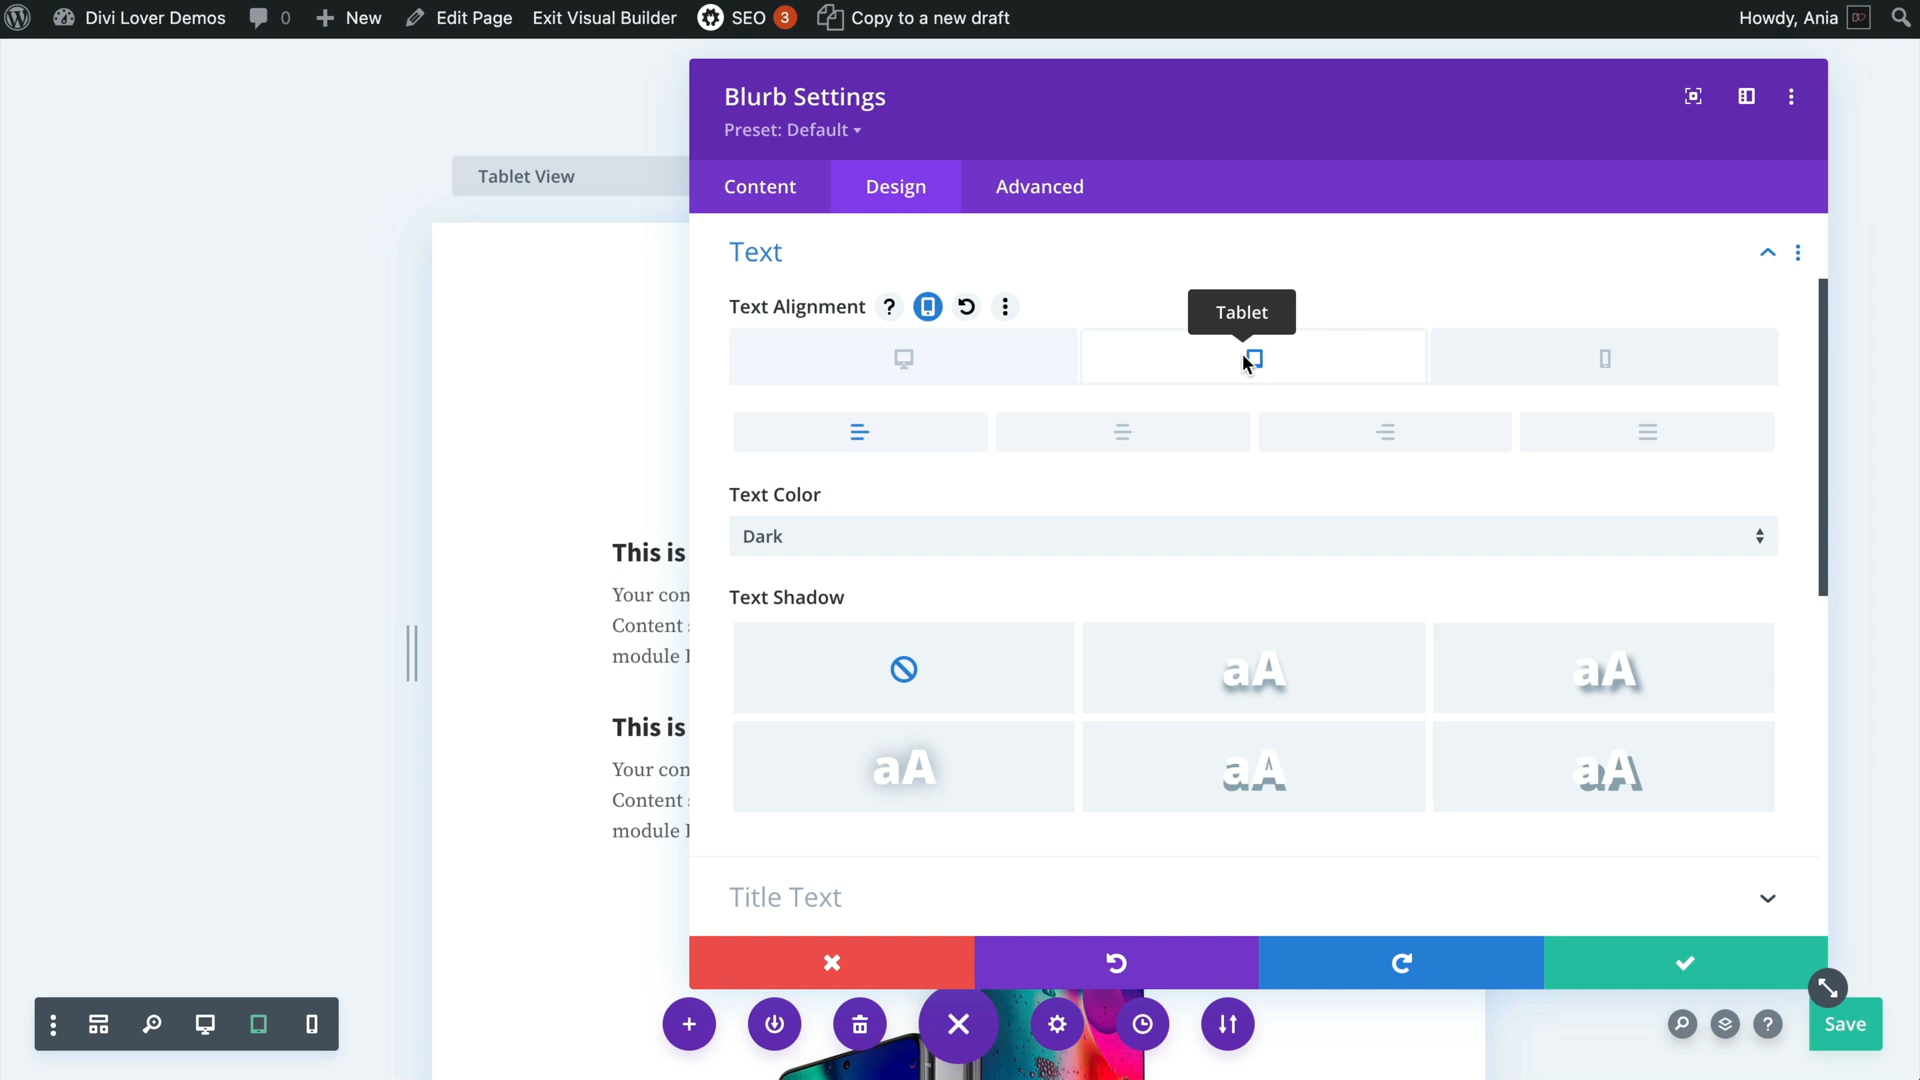 Divi Lover Demos 0 New Edit Page Exit Visual Builder SEO 3 Copy to a new draft Howdy, Ania
Blurb Settings
Preset: Default
Tablet View
Content Design Advanced
Text
Text Alignment ?
Tablet
Text Color
Dark
Text Shadow
aA aA
aA aA aA
This is
Your con
Content
module
This is
Your con
Content
module
Title Text
?
Save